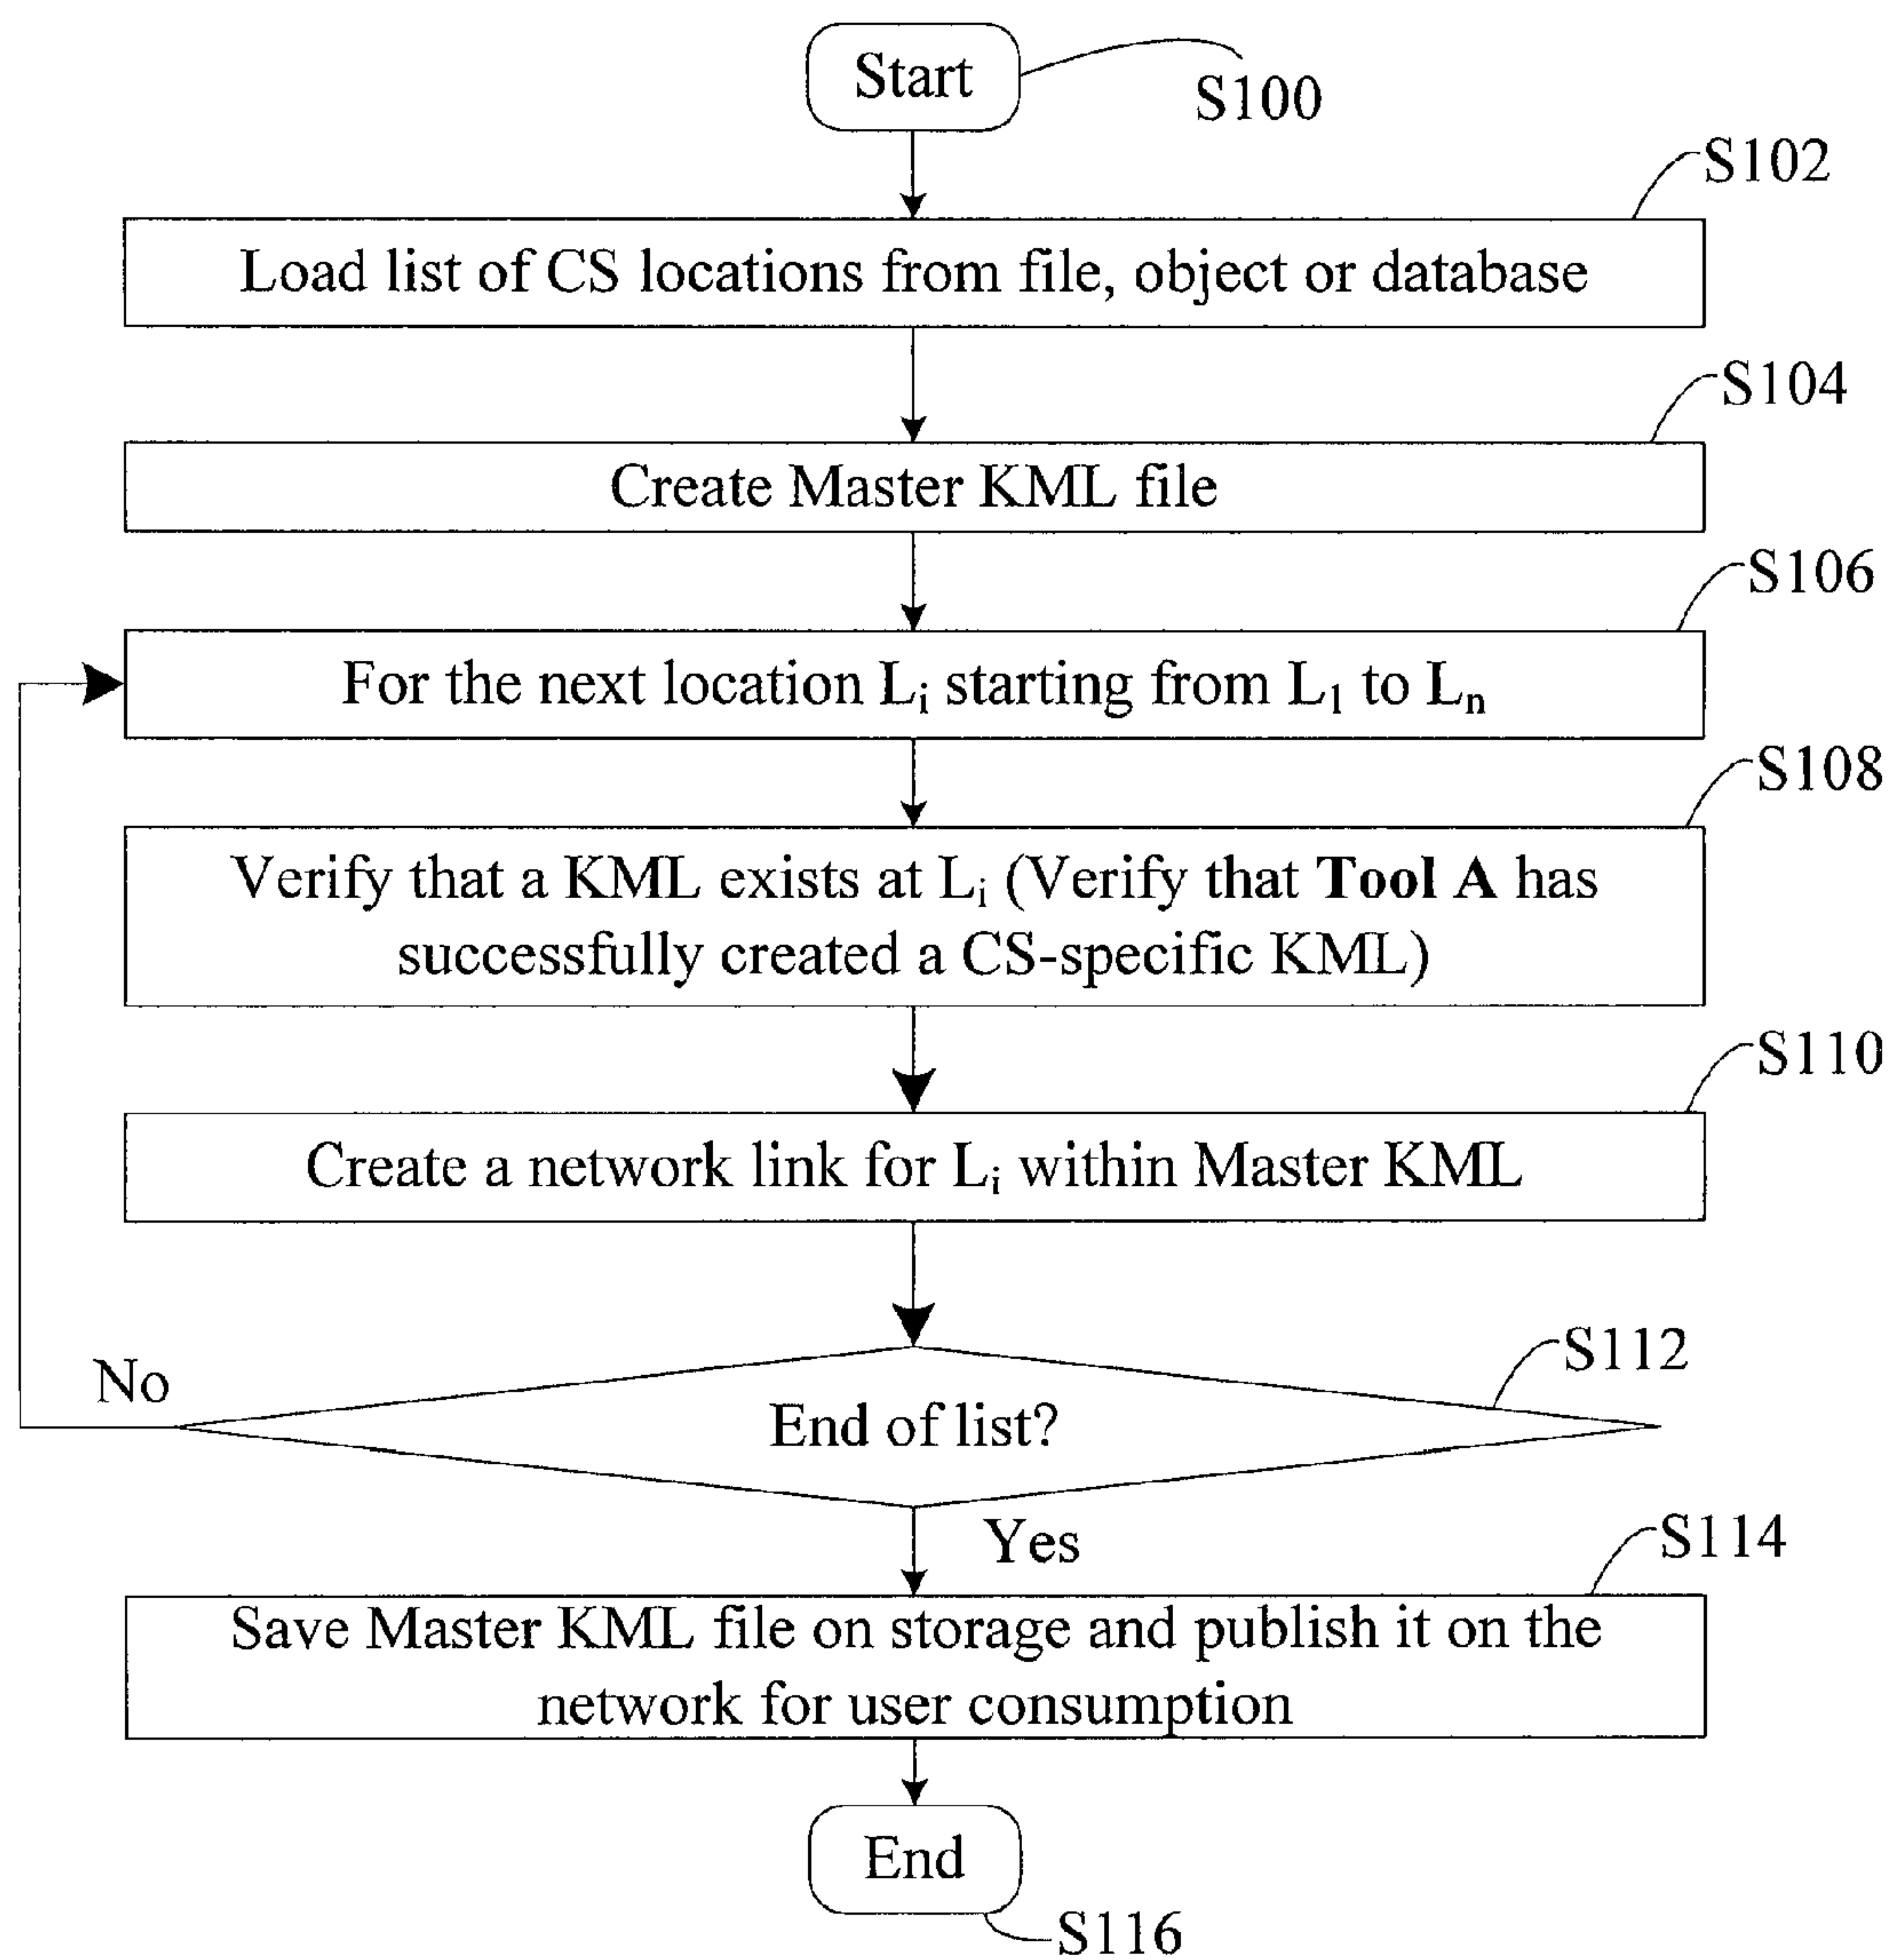 Start
S100
S102
Load list of CS locations from file, object or database
S104
Create Master KML file
S106
For the next location Li starting from L1 to Ln
S108
Verify that a KML exists at Li (Verify that Tool A has
successfully created a CS-specific KML)
S110
Create a network link for Li within Master KML
S112
No
End of list?
Yes
S114
Save Master KML file on storage and publish it on the
network for user consumption
End
S116